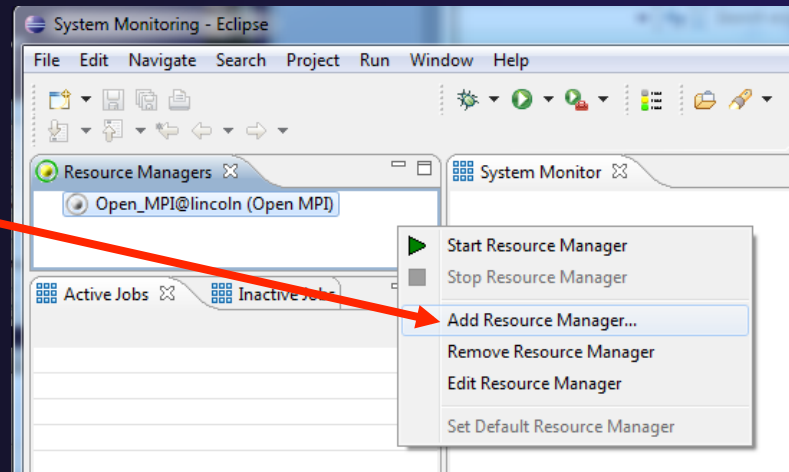 System Monitoring - Eclipse
File Edit Navigate Search Project Run Window Help
Resource Managers
System Monitor
Open_MPI@lincoln (Open MPI)
Start Resource Manager
Stop Resource Manager
Active Jobs
Inactive Jobs
Add Resource Manager...
Remove Resource Manager
Edit Resource Manager
Set Default Resource Manager